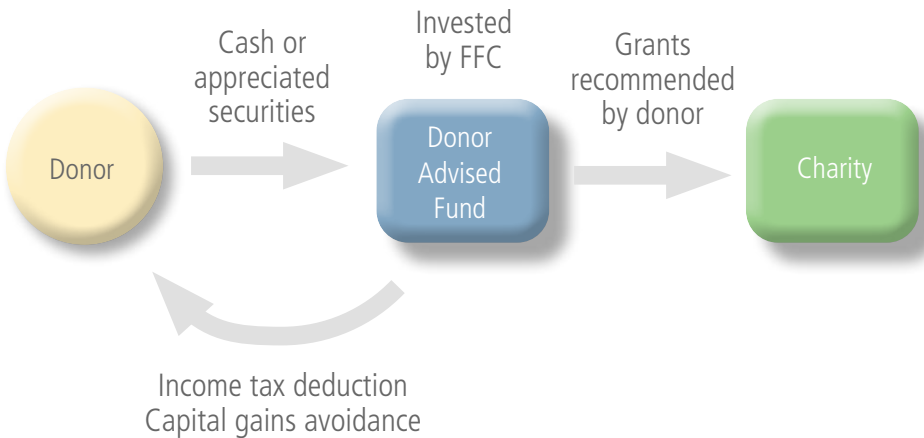 Donor
Cash or
appreciated
securities
Invested
by FFC
Donor
Advised
Fund
Grants
recommended
by donor
Charity
Income tax deduction
Capital gains avoidance